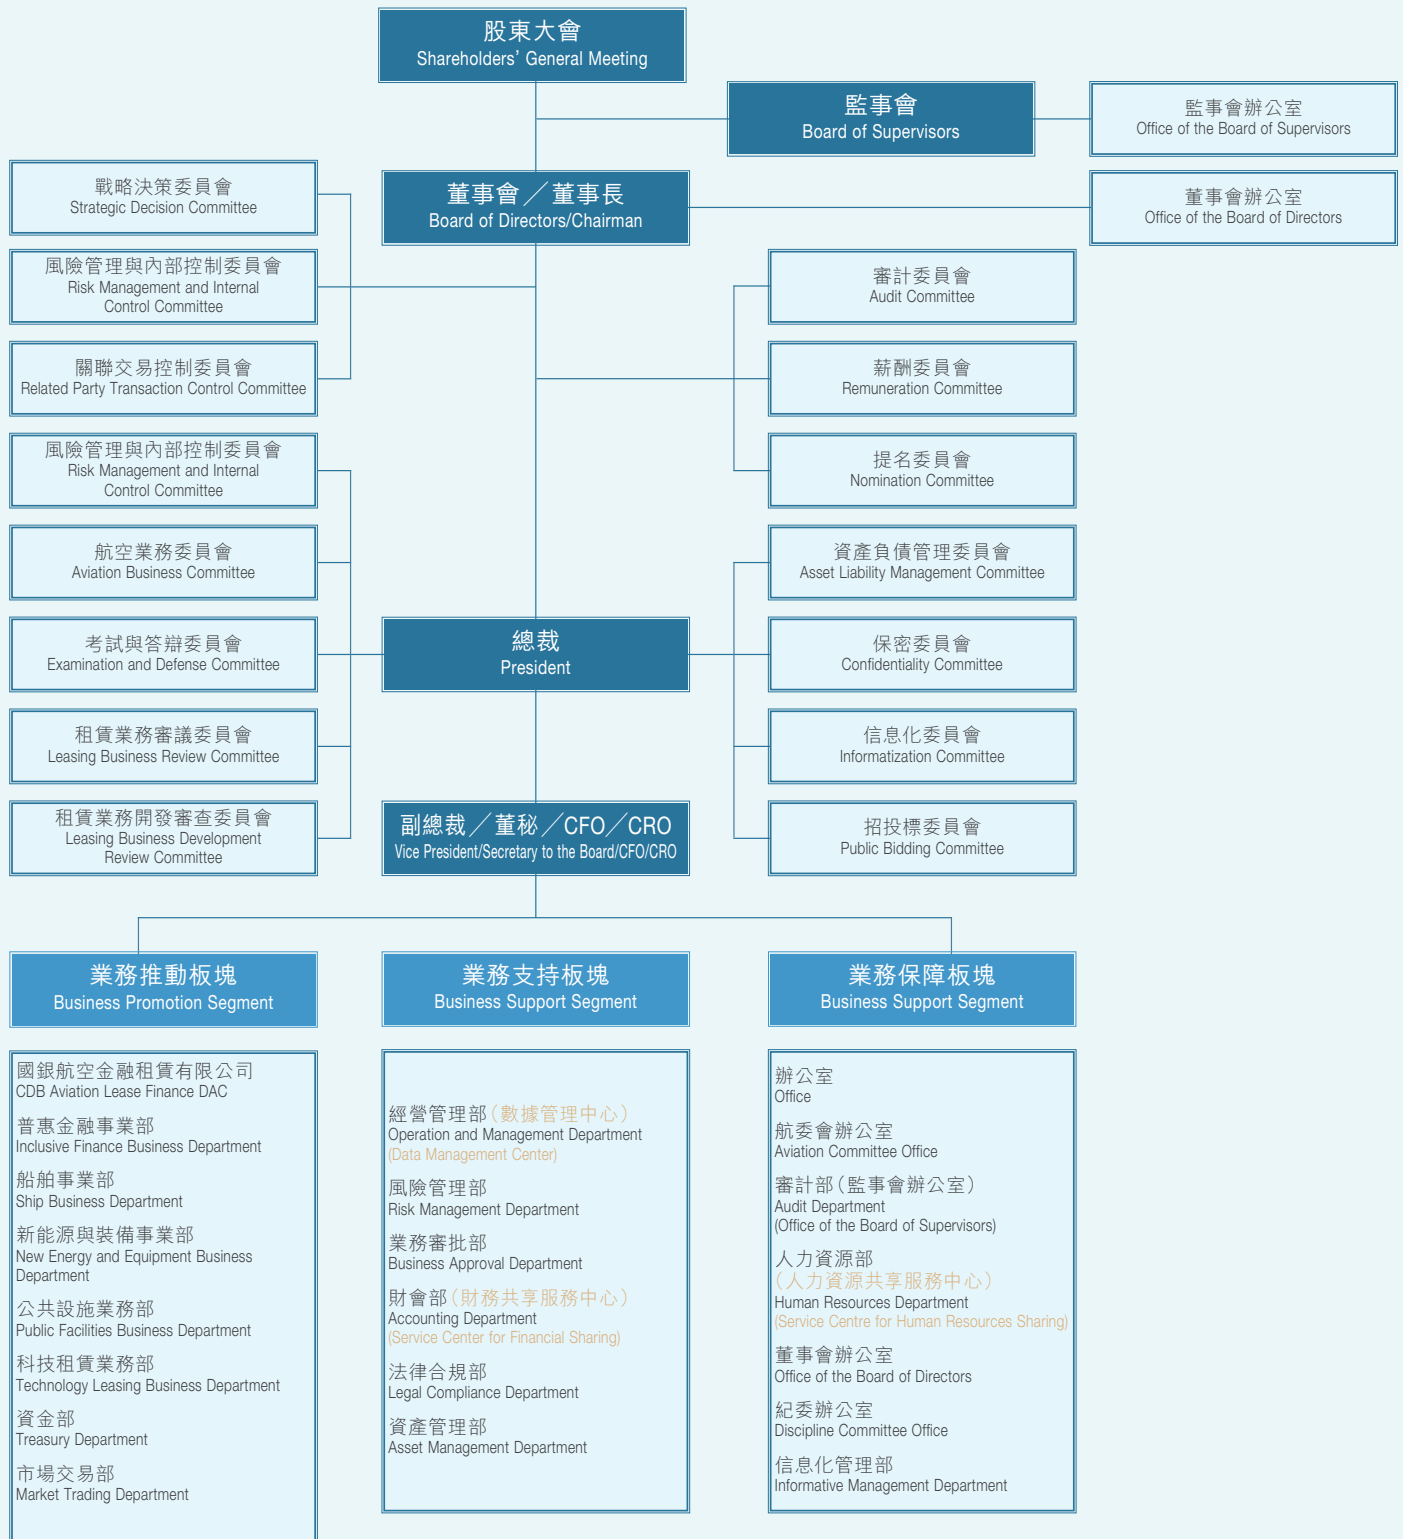 股東大會
Shareholders' General Meeting
監事會
Board of Supervisors
監事會辦公室
Office of the Board of Supervisors
戰略決策委員會
Strategic Decision Committee
董事會／董事長
Board of Directors/Chairman
董事會辦公室
Office of the Board of Directors
風險管理與內部控制委員會
Risk Management and Internal
Control Committee
審計委員會
Audit Committee
關聯交易控制委員會
Related Party Transaction Control Committee
薪酬委員會
Remuneration Committee
風險管理與內部控制委員會
Risk Management and Internal
Control Committee
提名委員會
Nomination Committee
航空業務委員會
Aviation Business Committee
資產負債管理委員會
Asset Liability Management Committee
考試與答辯委員會
Examination and Defense Committee
總裁
President
保密委員會
Confidentiality Committee
租賃業務審議委員會
Leasing Business Review Committee
信息化委員會
Informatization Committee
租賃業務開發審查委員會
Leasing Business Development
Review Committee
副總裁／董秘／CFO／CRO
Vice President/Secretary to the Board/CFO/CRO
招投標委員會
Public Bidding Committee
業務推動板塊
Business Promotion Segment
業務支持板塊
Business Support Segment
業務保障板塊
Business Support Segment
國銀航空金融租賃有限公司
CDB Aviation Lease Finance DAC
普惠金融事業部
Inclusive Finance Business Department
船舶事業部
Ship Business Department
新能源與裝備事業部
New Energy and Equipment Business
Department
公共設施業務部
Public Facilities Business Department
科技租賃業務部
Technology Leasing Business Department
資金部
Treasury Department
市場交易部
Market Trading Department
經營管理部（數據管理中心）
Operation and Management Department
(Data Management Center)
風險管理部
Risk Management Department
業務審批部
Business Approval Department
財會部（財務共享服務中心）
Accounting Department
(Service Center for Financial Sharing)
法律合規部
Legal Compliance Department
資產管理部
Asset Management Department
辦公室
Office
航委會辦公室
Aviation Committee Office
審計部（監事會辦公室）
Audit Department
(Office of the Board of Supervisors)
人力資源部
（人力資源共享服務中心）
Human Resources Department
(Service Centre for Human Resources Sharing)
董事會辦公室
Office of the Board of Directors
紀委辦公室
Discipline Committee Office
信息化管理部
Informative Management Department